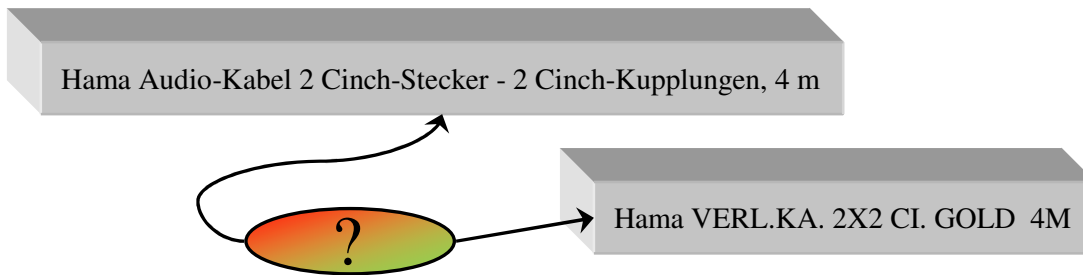 Hama Audio-Kabel 2 Cinch-Stecker - 2 Cinch-Kupplungen, 4 m
Hama VERL.KA. 2X2 CI. GOLD  4M
?